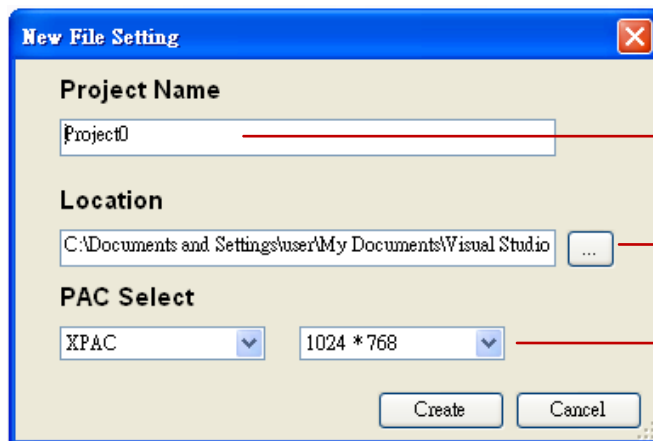 New File Setting
Project Name
Project0
Location
C:\Documents and Settings\user\My Documents\Visual Studio
...
PAC Select
XPAC 1024 * 768
Create Cancel